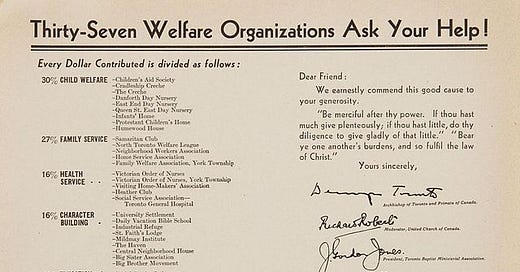 Thirty-Seven Welfare Organizations Ask Your Help!
Every Dollar Contributed is divided as follows:
30% CHILD WELFARE
-Children's Aid Society
-Cradleship Creche
-The Creche
-Danforth Day Nursery
-East End Day Nursery
-Queen St. East Day Nursery
-Infants' Home
-Protestant Children's Home
-Humewood House
27% FAMILY SERVICE
-Samaritan Club
-North Toronto Welfare League
-Neighborhood Workers Association
-Home Service Association
-Family Welfare Association, York Township
16% HEALTH
SERVICE - -
-Victorian Order of Nurses
-Victorian Order of Nurses, York Township
-Visiting Home-Makers' Association
-Heather Club
-Social Service Association—
Toronto General Hospital
16% CHARACTER
BUILDING -
-University Settlement
-Daily Vacation Bible School
-Industrial Refuge
-St. Faith's Lodge
-Mildmay Institute
-The Haven
-Central Neighborhood House
-Big Sister Association
-Big Brother Movement
Dear Friend:
We earnestly commend this good cause to
your generosity.
"Be merciful after thy power. If thou hast
much give plenteously; if thou hast little, do thy
diligence to give gladly of that little." "Bear
ye one another's burdens, and so fulfil the
law of Christ."
Yours sincerely,
Archbishop of Toronto and Primate of Canada.
Richard Roberts
Moderator, United Church of Canada.
J. Gordon Jones.
President, Toronto Baptist Ministerial Association.